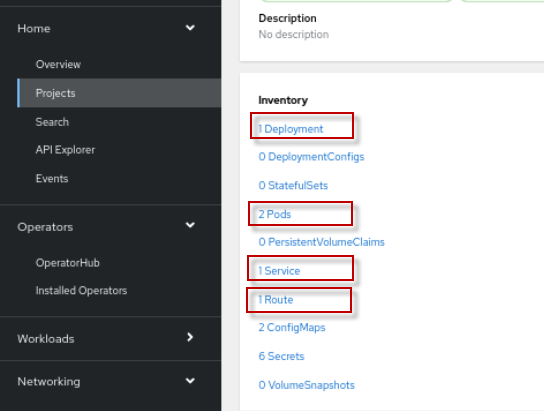 Home
Overview
Projects
Search
API Explorer
Events
Operators
OperatorHub
Installed Operators
Workloads
Networking
Description
No description
Inventory
1 Deployment
0 DeploymentConfigs
0 StatefulSets
2 Pods
0 PersistentVolumeClaims
1 Service
1 Route
2 ConfigMaps
6 Secrets
0 VolumeSnapshots